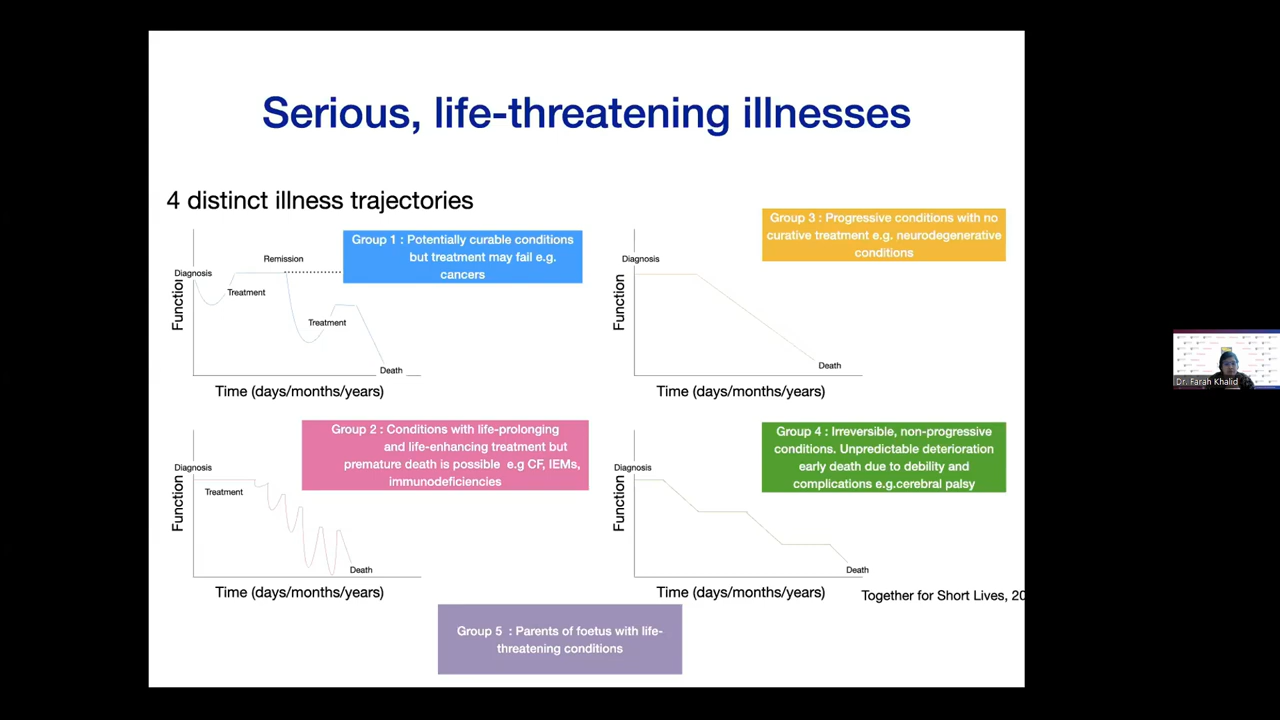 Serious, life-threatening illnesses
4 distinct illness trajectories
Group 1 : Potentially curable conditions
but treatment may fail e.g.
cancers
Remission
Diagnosis
Treatment
Treatment
Function
Death
Time (days/months/years)
Group 3 : Progressive conditions with no
curative treatment e.g. neurodegenerative
conditions
Diagnosis
Function
Death
Time (days/months/years)
Group 2 : Conditions with life-prolonging
and life-enhancing treatment but
premature death is possible e.g CF, IEMs,
immunodeficiencies
Diagnosis
Treatment
Function
Death
Time (days/months/years)
Group 4 : Irreversible, non-progressive
conditions. Unpredictable deterioration
early death due to debility and
complications e.g.cerebral palsy
Diagnosis
Function
Death
Time (days/months/years)
Together for Short Lives, 20
Group 5 : Parents of foetus with life-
threatening conditions
Dr. Farah Khalid